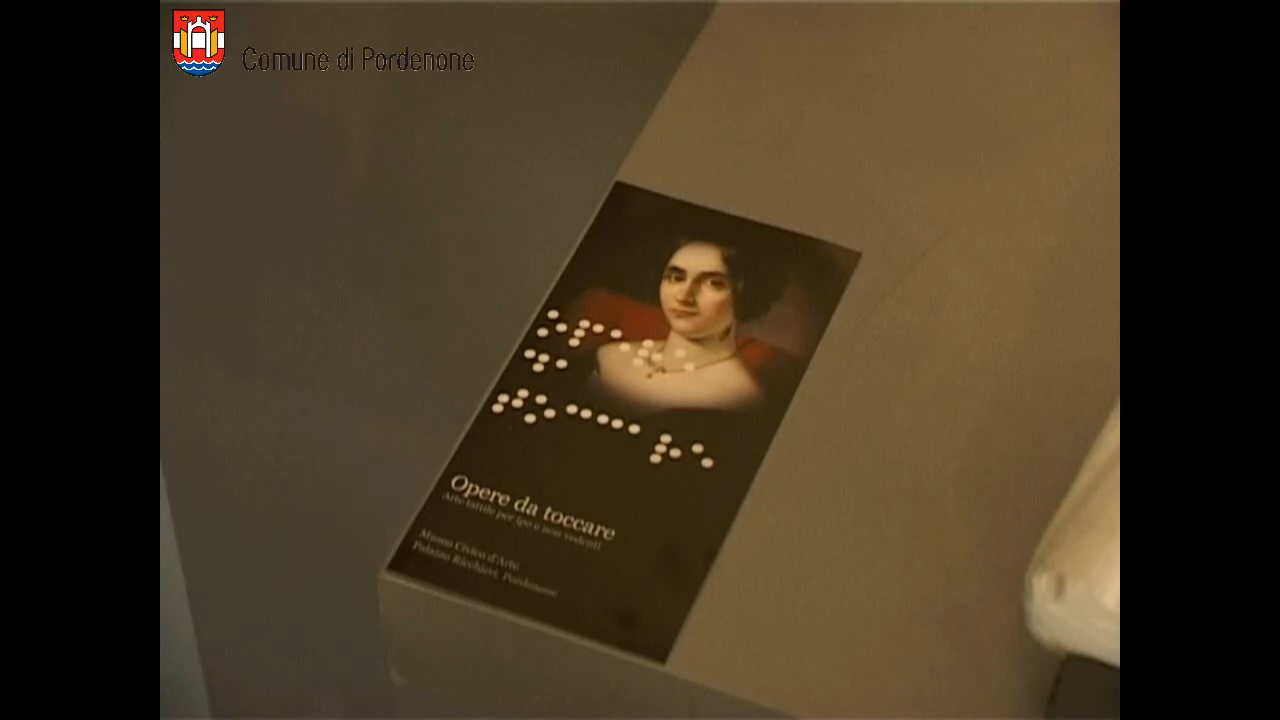 Comune di Pordenone
Opere da toccare
Arte tattile per ipo e non vedenti
Museo Civico d'Arte
Palazzo Ricchieri, Pordenone